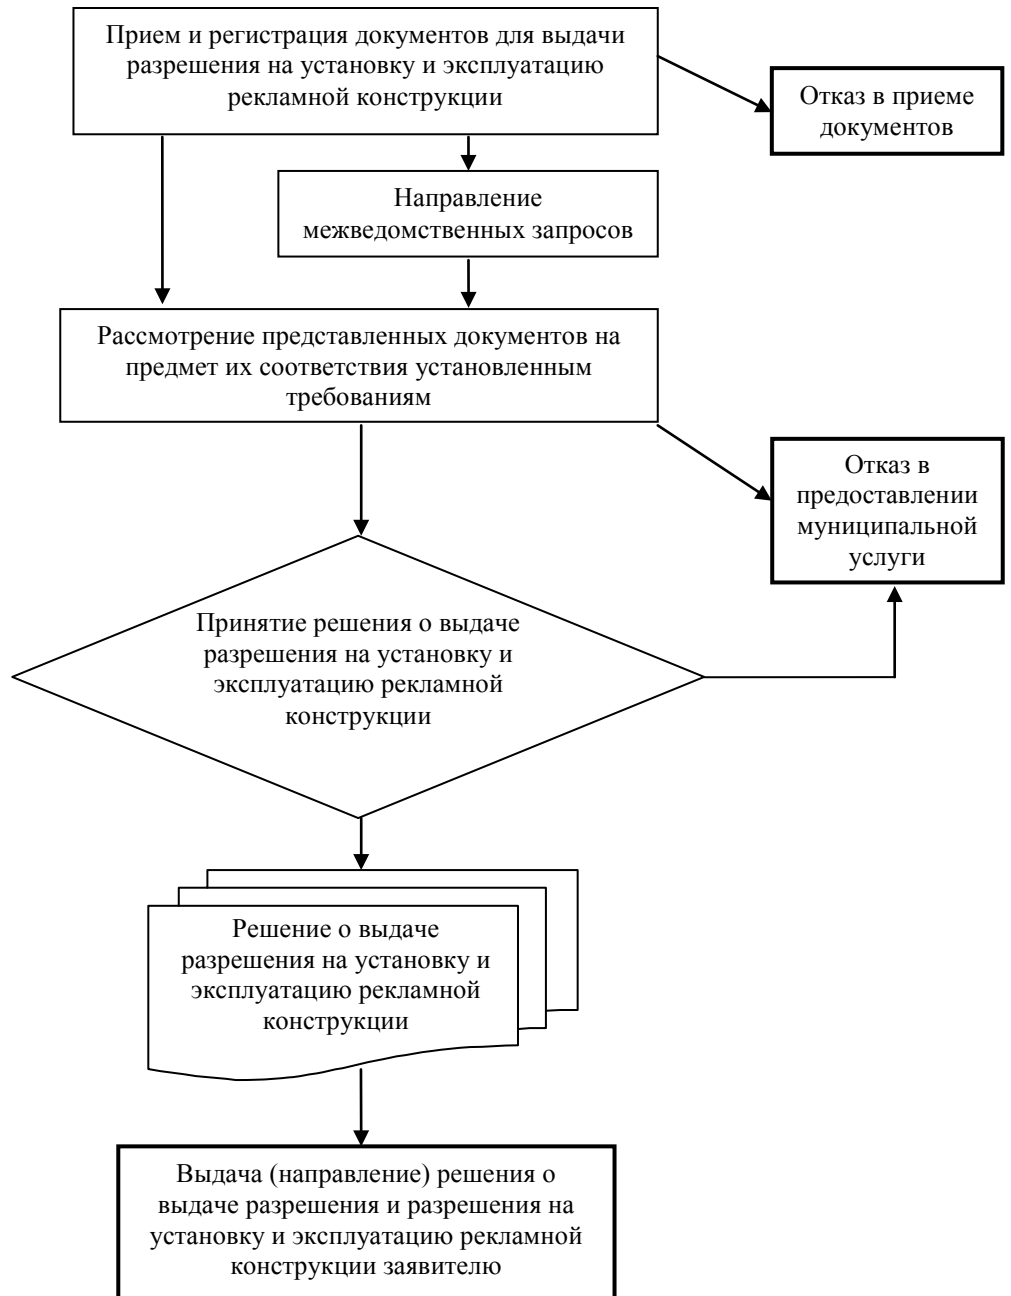 Прием и регистрация документов для выдачи
разрешения на установку и эксплуатацию
рекламной конструкции
Отказ в приеме
документов
Направление
межведомственных запросов
Рассмотрение представленных документов на
предмет их соответствия установленным
требованиям
Отказ в
предоставлении
муниципальной
услуги
Принятие решения о выдаче
разрешения на установку и
эксплуатацию рекламной
конструкции
Решение о выдаче
разрешения на установку и
эксплуатацию рекламной
конструкции
Выдача (направление) решения о
выдаче разрешения и разрешения на
установку и эксплуатацию рекламной
конструкции заявителю